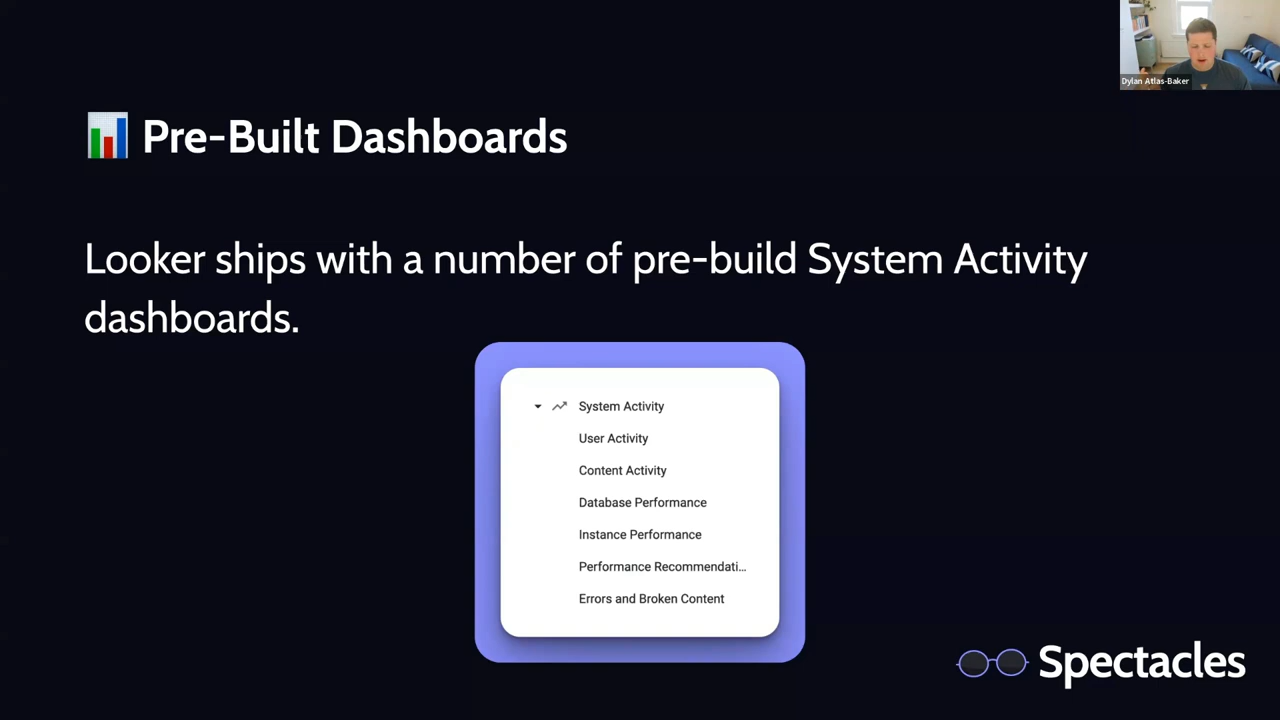 Dylan Atlas-Baker
Pre-Built Dashboards
Looker ships with a number of pre-build System Activity
dashboards.
System Activity
User Activity
Content Activity
Database Performance
Instance Performance
Performance Recommendati...
Errors and Broken Content
Spectacles